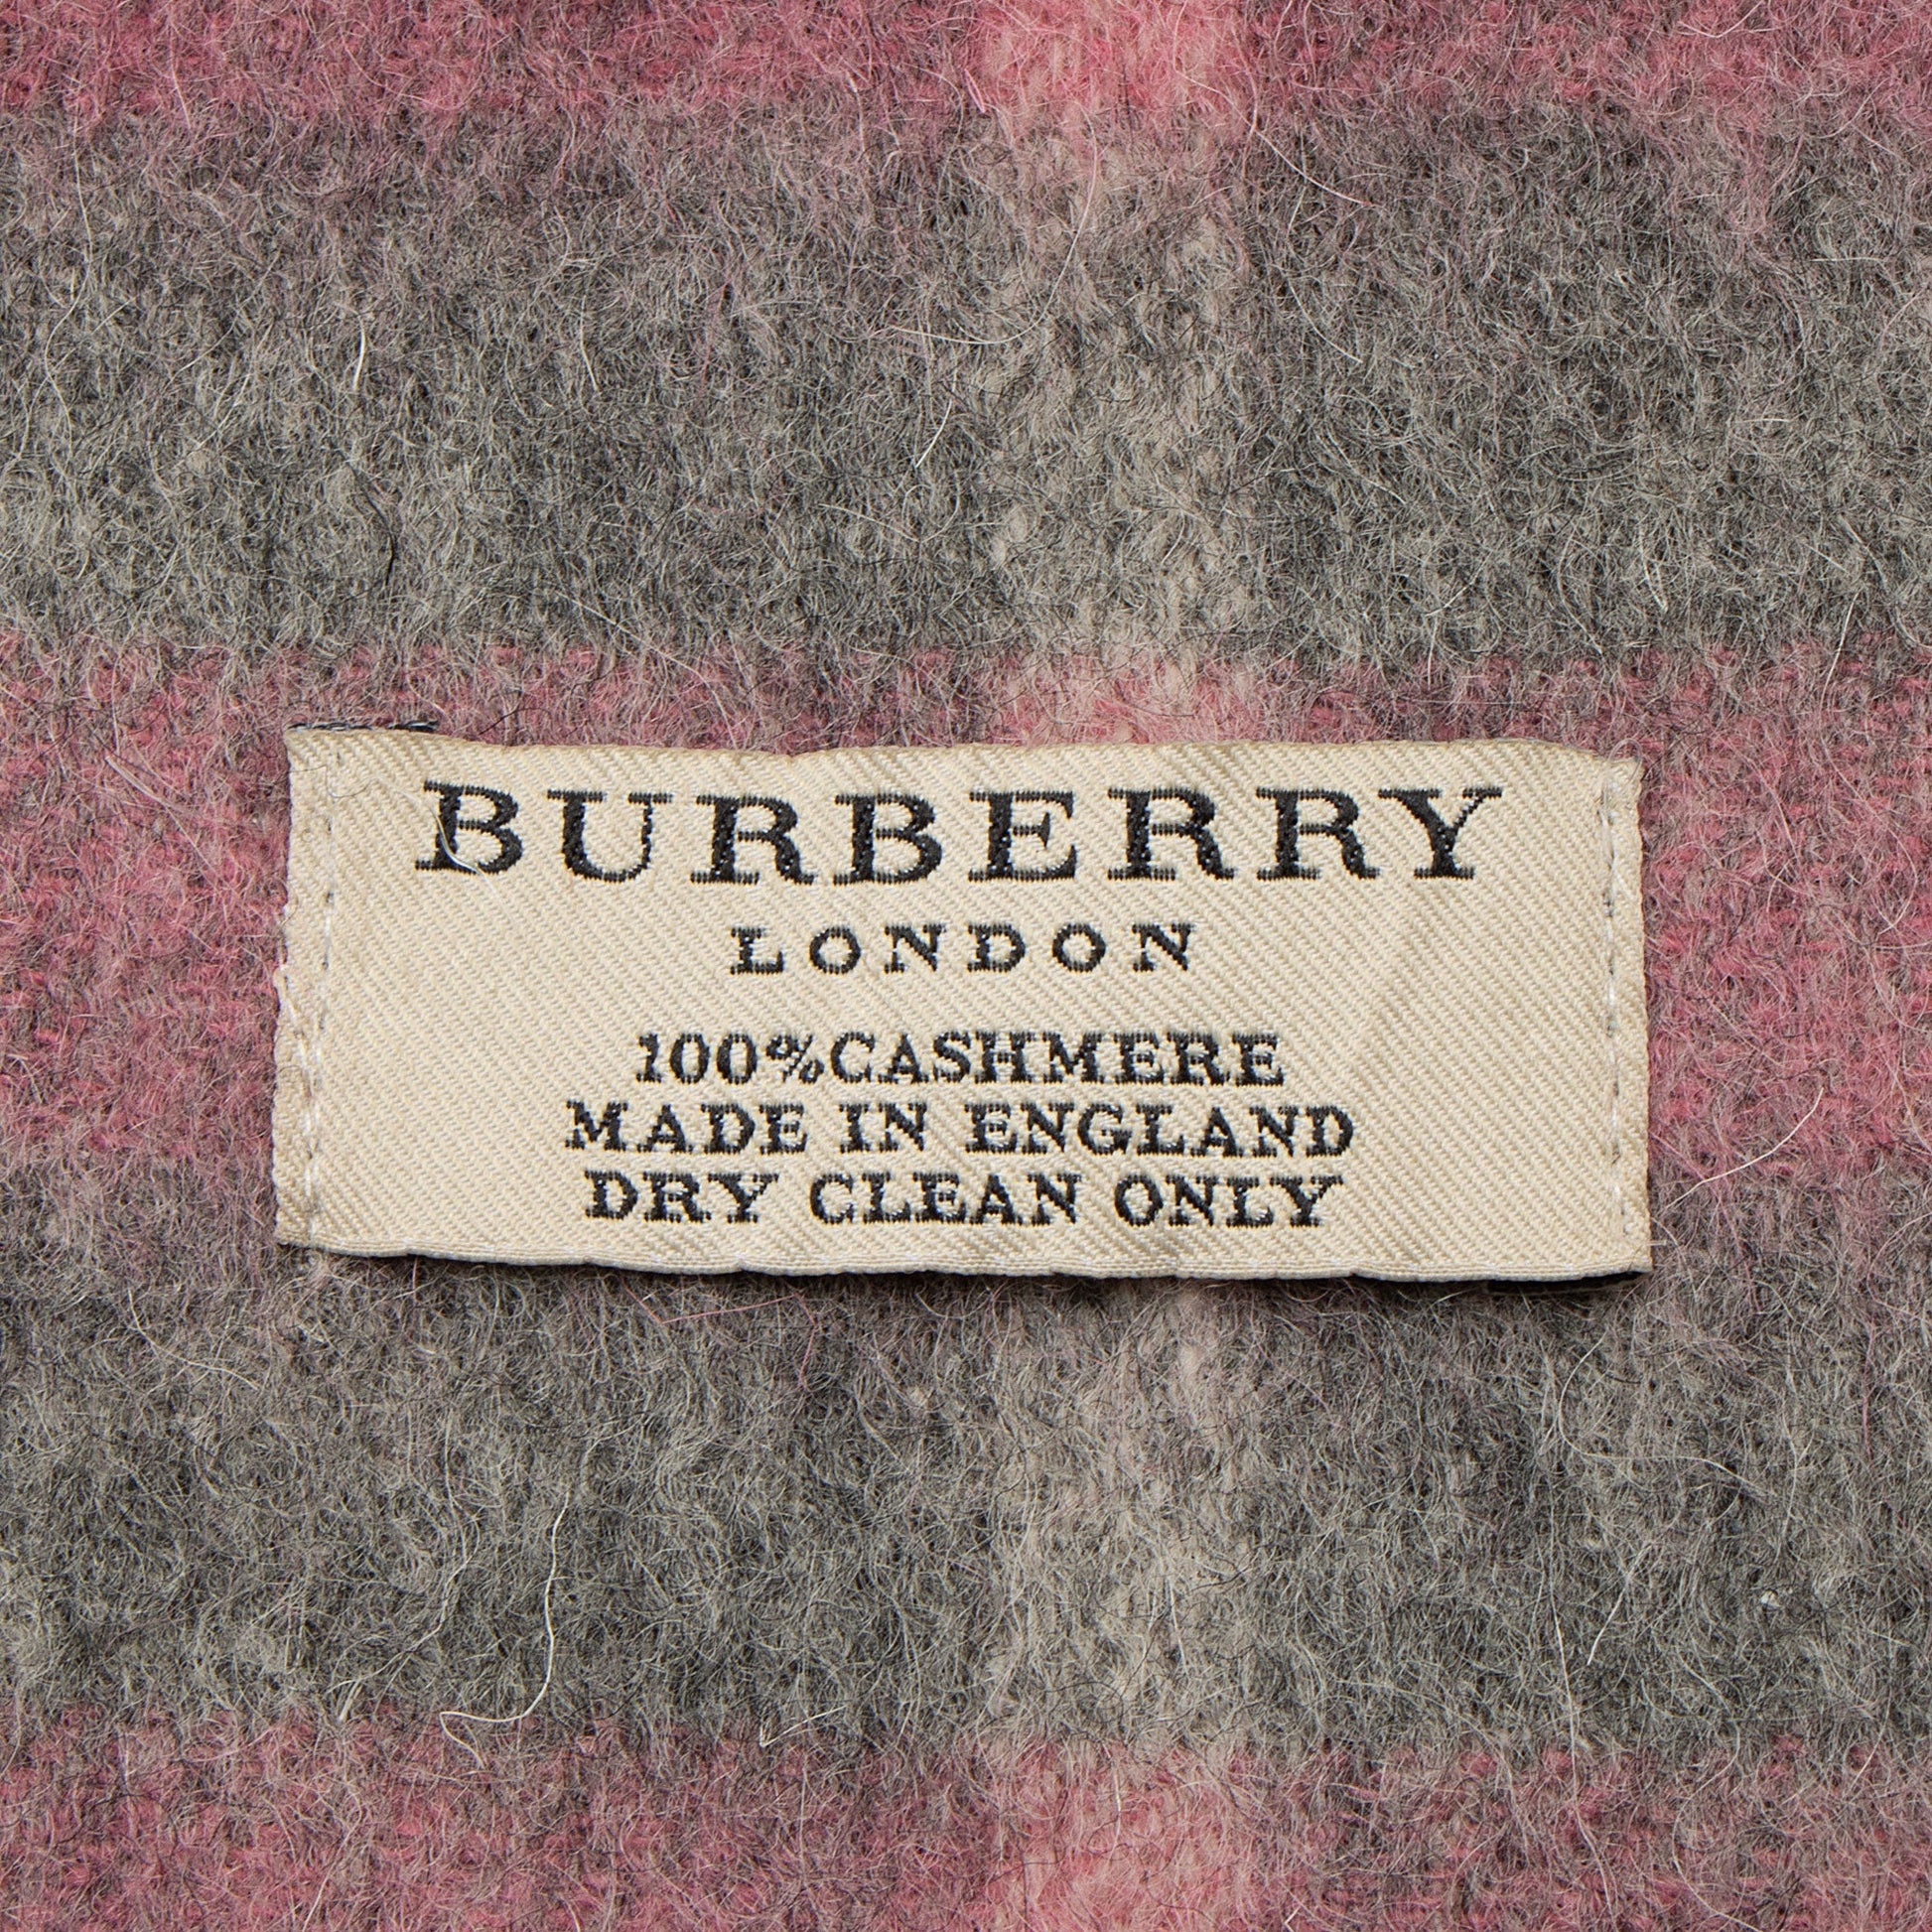 BURBERRY
LONDON
100%CASHMERE
MADE IN ENGLAND
DRY CLEAN ONLY